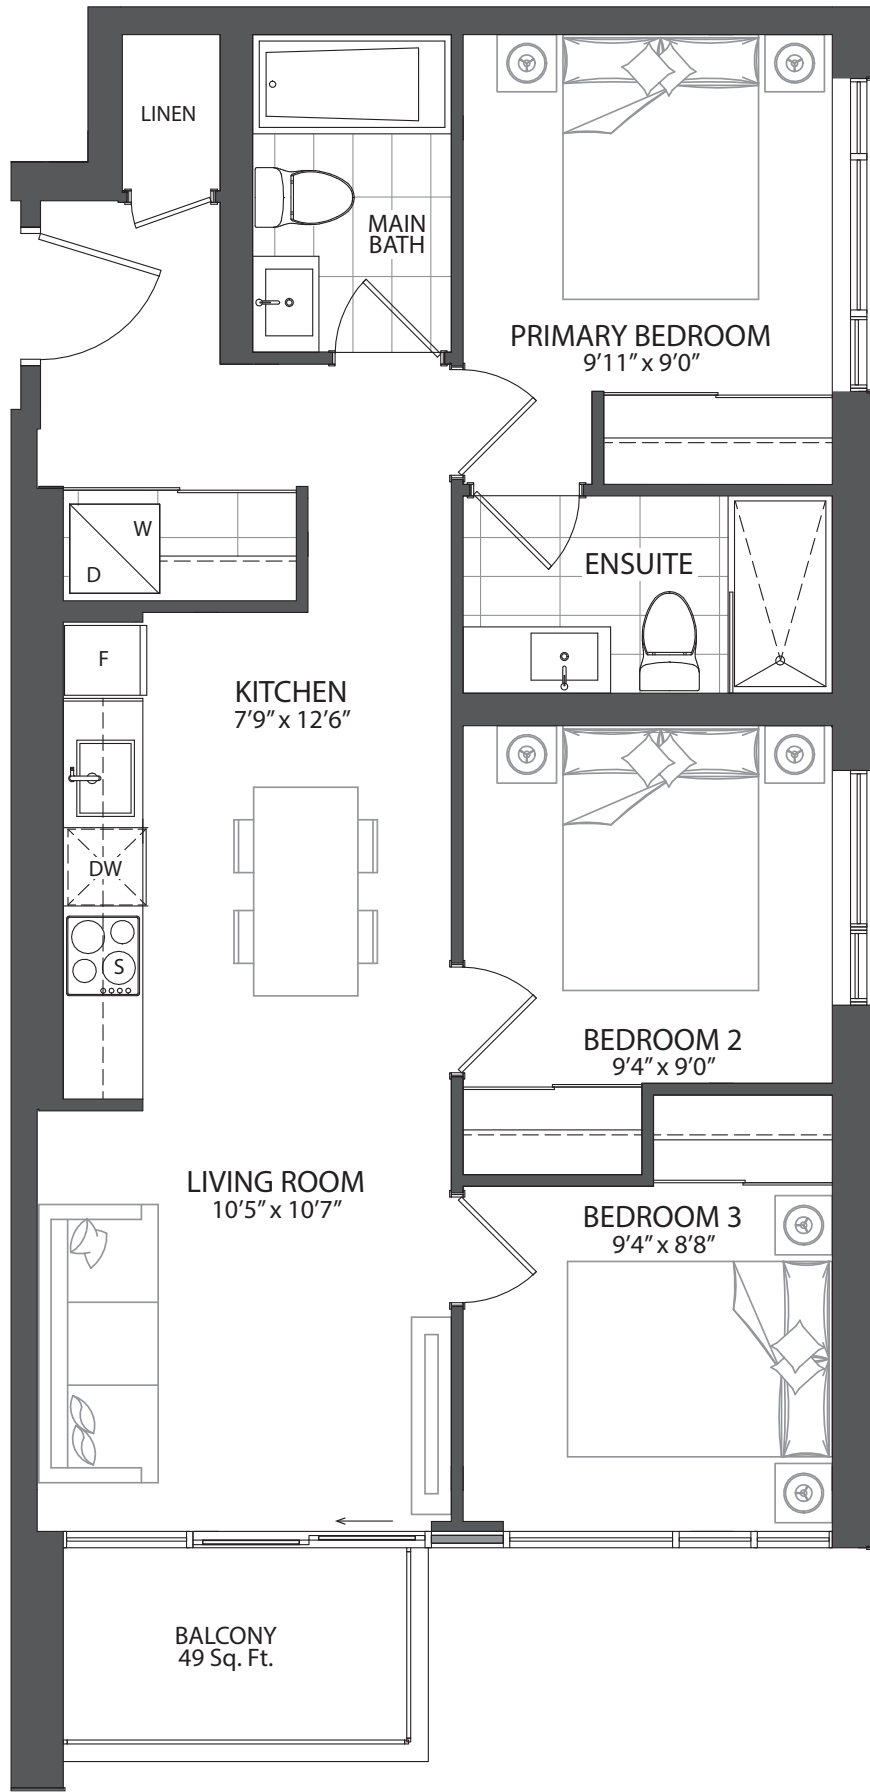 LINEN
MAIN
BATH
PRIMARY BEDROOM
9'11” x 9'0”
W
D
ENSUITE
F
KITCHEN
7'9” x 12'6”
DW
S
BEDROOM 2
9'4” x 9'0”
LIVING ROOM
10'5” x 10'7”
BEDROOM 3
9'4” x 8'8”
BALCONY
49 Sq. Ft.